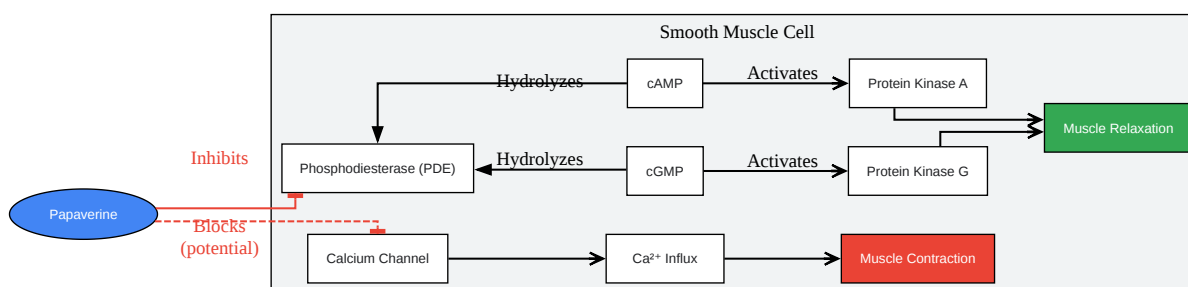 Smooth Muscle Cell
Hydrolyzes
cAMP
Activates
Protein Kinase A
Muscle Relaxation
Inhibits
Phosphodiesterase (PDE)
Hydrolyzes
cGMP
Activates
Protein Kinase G
Papaverine
Blocks
(potential)
Calcium Channel
Ca²⁺ Influx
Muscle Contraction